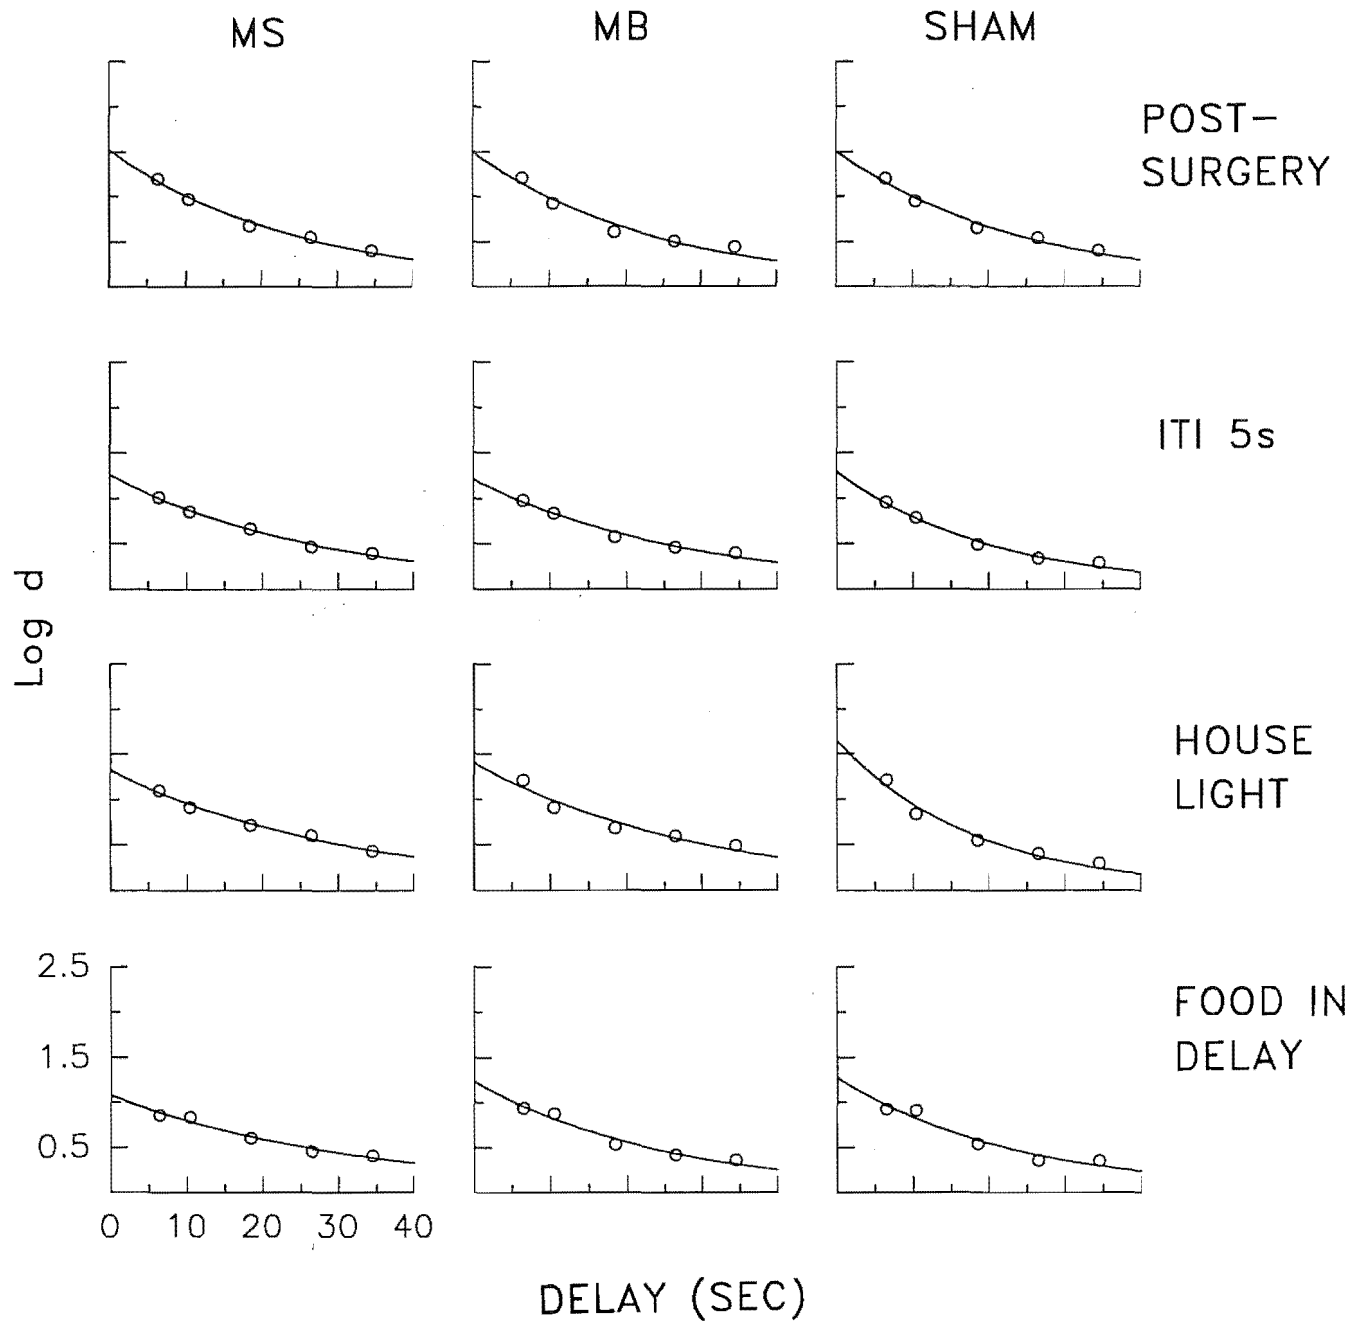 MS MB SHAM
POST-
SURGERY
ITI 5s
Log d
HOUSE
LIGHT
2.5
FOOD IN
DELAY
1.5
0.5
0 10 20 30 40
DELAY (SEC)